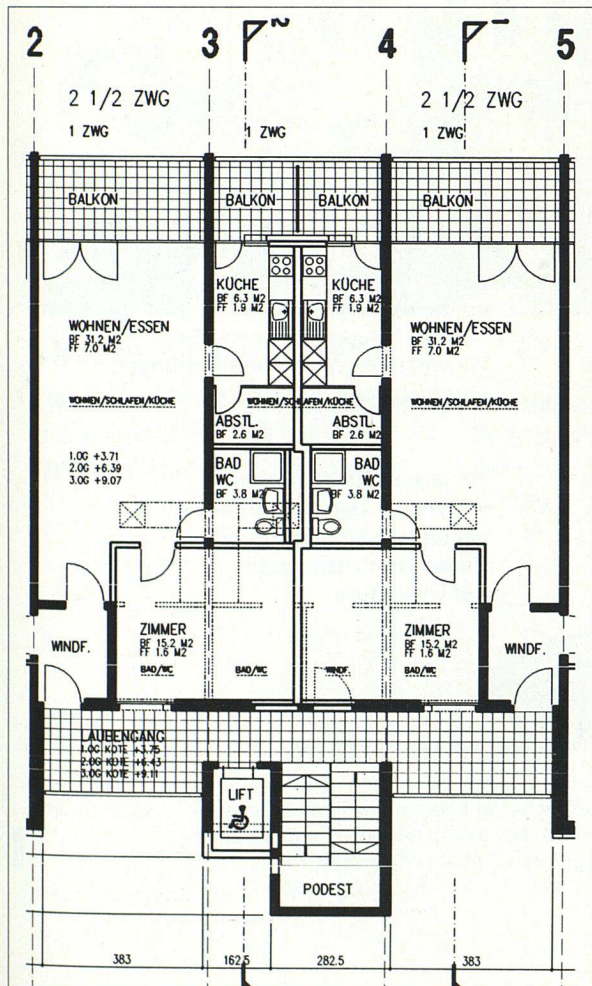 2 3 4 5
2 1
2 1/2 ZWG 2 1/2 ZWG
1 ZWG 1 ZWG 1 ZWG
BALKON BALKON BALKON BALKON
KÜCHE KÜCHE
BF 6.3 M2 BF 6.3 M2
FF 1.9 M2 FF 1.9 M2
WOHNEN/ESSEN WOHNEN/ESSEN
BF 31.2 M2 BF 31.2 M2
FF 7.0 M2 FF 7.0 M2
WOHNEN/SCHLAFEN/KÜCHE WOHNEN/SCHLAFEN/KÜCHE WOHNEN/SCHLAFEN/KÜCHE
ABSTL. ABSTL.
BF 2.6 M2 BF 2.6 M2
1.OG +3.71
2.OG +6.39
3.OG +9.07
BAD BAD
WC WC
BF 3.8 M2 BF 3.8 M2
ZIMMER ZIMMER
BF 15.2 M2 BF 15.2 M2
FF 1.6 M2 FF 1.6 M2
WINDF. WINDF.
BAD/WC BAD/WC WINDF. BAD/WC
LAUBENGANG
1.OG KOTE +3.75
2.OG KOTE +6.43
3.OG KOTE +9.11
LIFT
PODEST
383 162.5 282.5 383